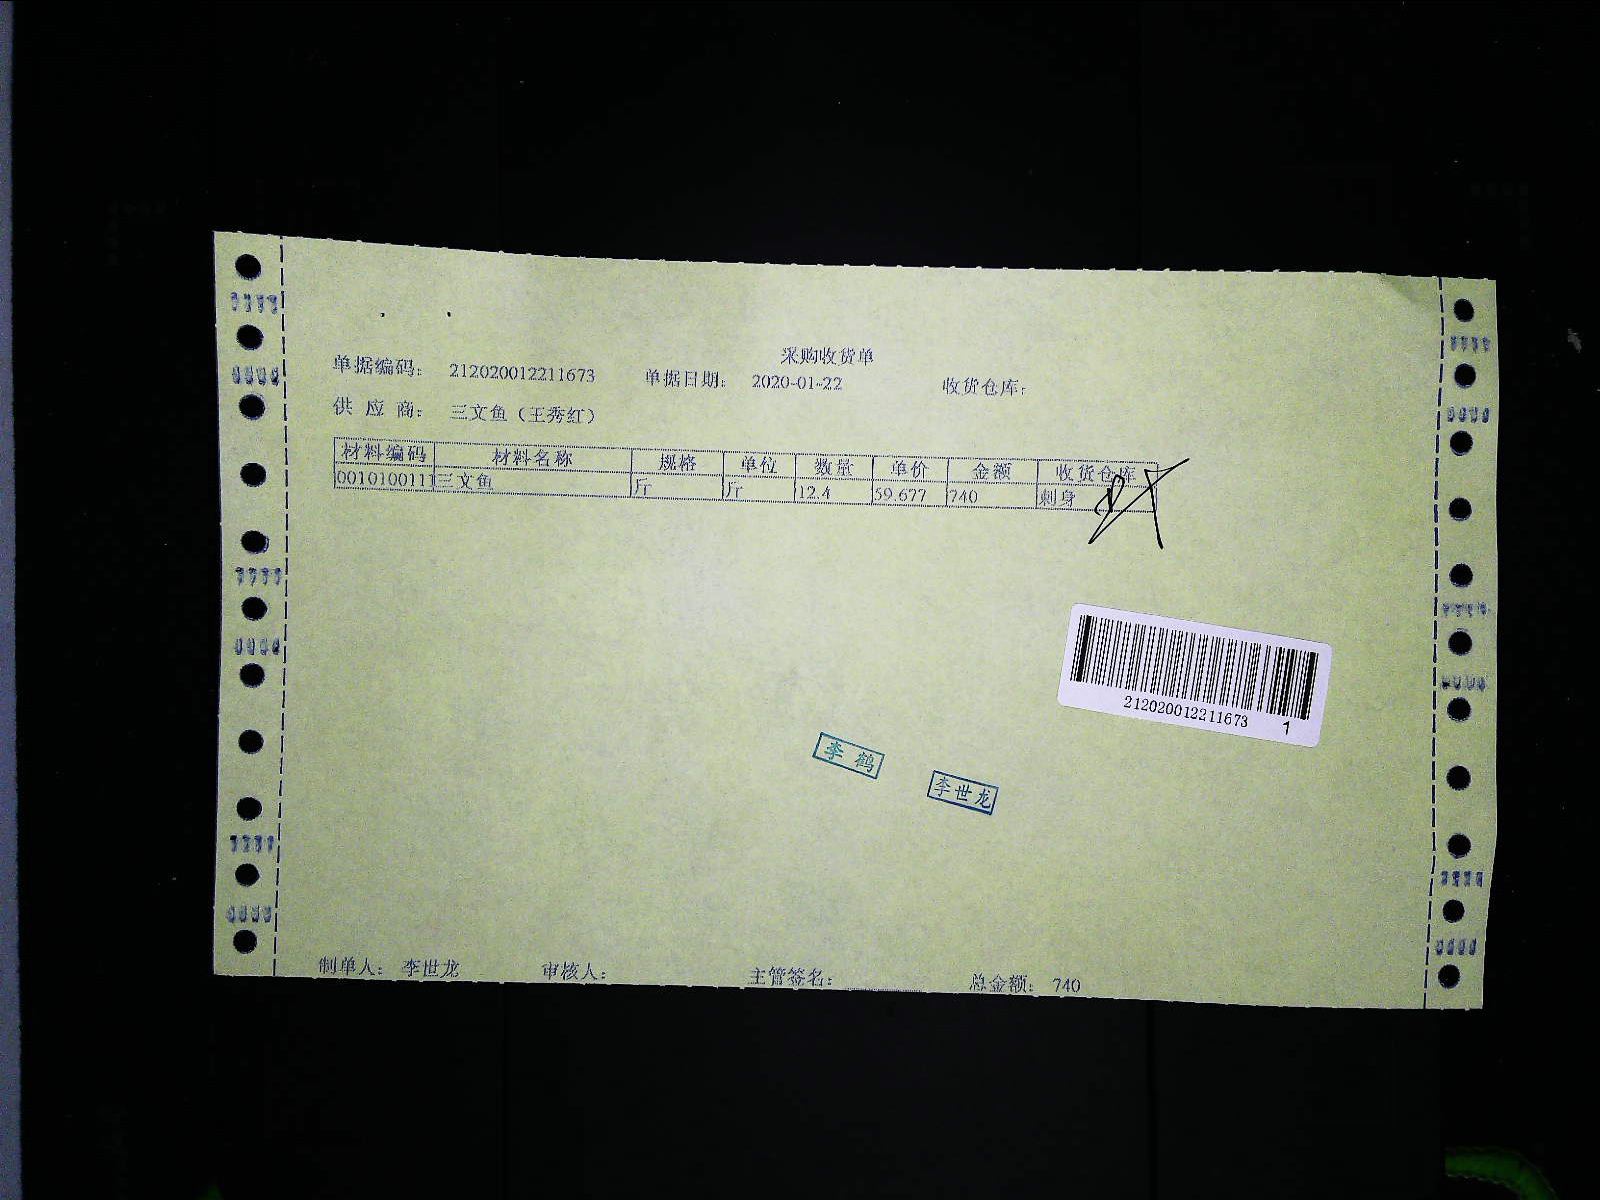 采购收货单
单据编码： 212020012211673 单据日期： 2020-01-22 收货仓库：
供 应 商： 三文鱼（王秀红）
材料编码 材料名称 规格 单位 数量 单价 金额 收货仓库
0010100111 三文鱼 斤 斤 12.4 59.677 740 刺身
212020012211673 1
李 鹤
李世龙
制单人： 李世龙 审核人： 主管签名： 总金额： 740